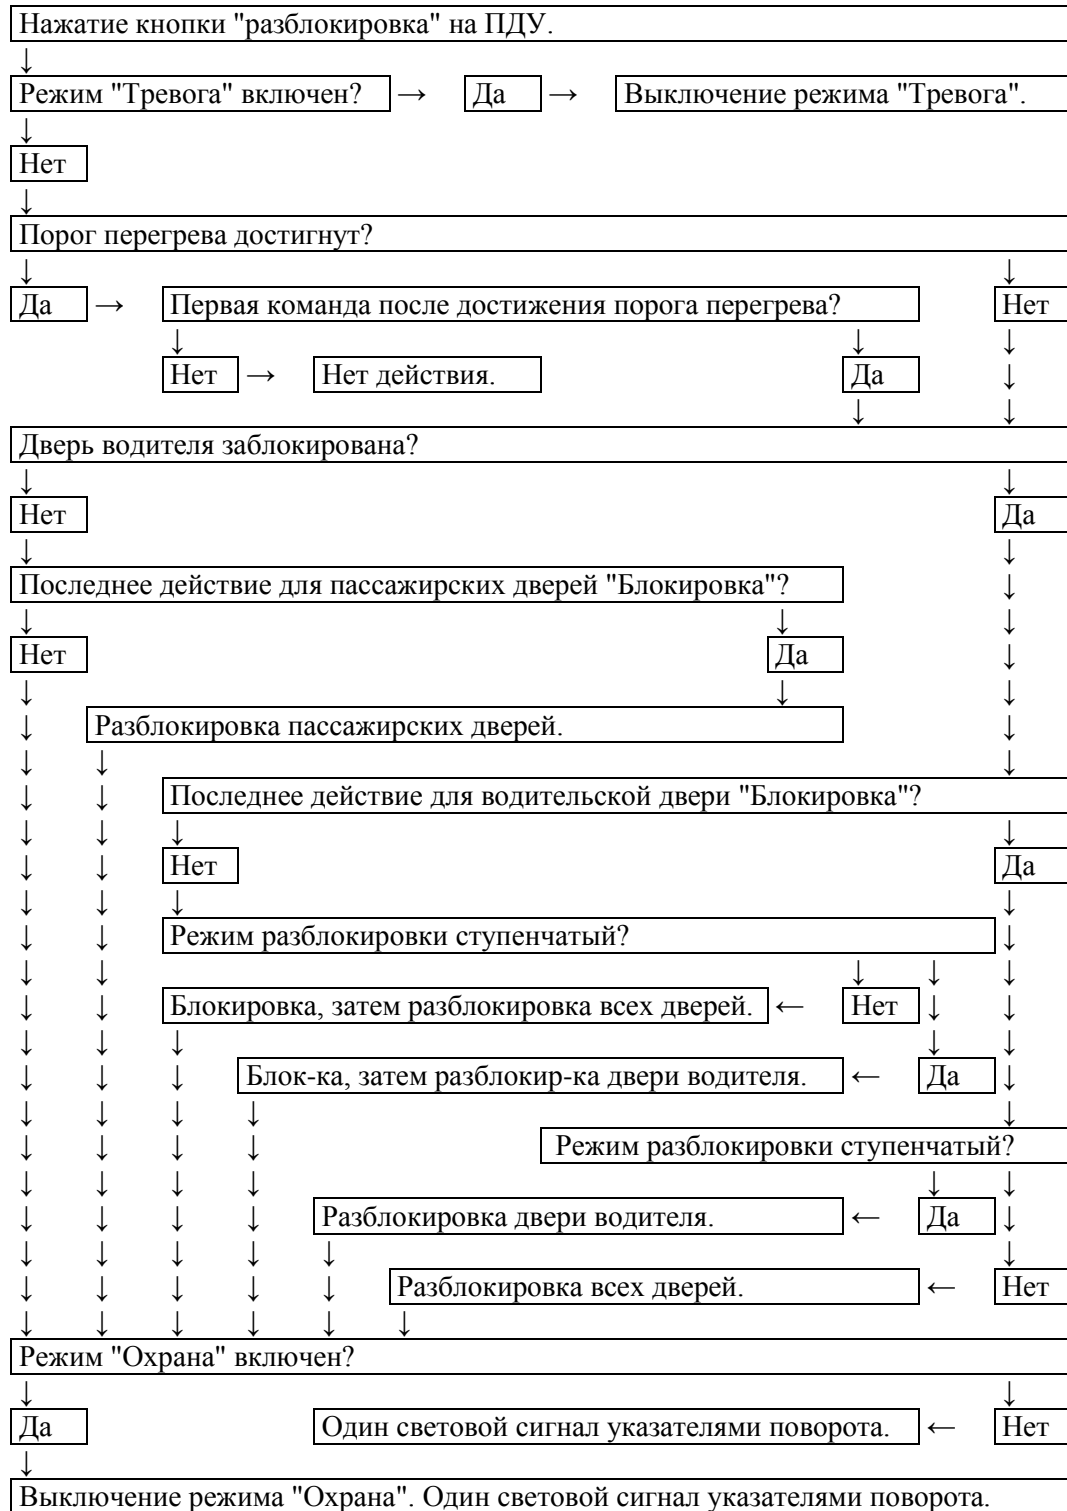 Нажатие кнопки "разблокировка" на ПДУ.
↓
Режим "Тревога" включен? → Да → Выключение режима "Тревога".
↓
Нет
↓
Порог перегрева достигнут?
↓ ↓
Да → Первая команда после достижения порога перегрева? Нет
↓ ↓ ↓
Нет → Нет действия. Да ↓
↓ ↓
Дверь водителя заблокирована?
↓ ↓
Нет Да
↓ ↓
Последнее действие для пассажирских дверей "Блокировка"? ↓
↓ ↓ ↓
Нет Да ↓
↓ ↓ ↓
↓ Разблокировка пассажирских дверей. ↓
↓ ↓ ↓
↓ ↓ Последнее действие для водительской двери "Блокировка"?
↓ ↓ ↓ ↓
↓ ↓ Нет Да
↓ ↓ ↓ ↓
↓ ↓ Режим разблокировки ступенчатый? ↓
↓ ↓ ↓ ↓ ↓
↓ ↓ Блокировка, затем разблокировка всех дверей. ← Нет ↓ ↓
↓ ↓ ↓ ↓ ↓
↓ ↓ ↓ Блок-ка, затем разблокир-ка двери водителя. ← Да ↓
↓ ↓ ↓ ↓ ↓
↓ ↓ ↓ ↓ Режим разблокировки ступенчатый?
↓ ↓ ↓ ↓ ↓ ↓
↓ ↓ ↓ ↓ Разблокировка двери водителя. ← Да ↓
↓ ↓ ↓ ↓ ↓ ↓
↓ ↓ ↓ ↓ ↓ Разблокировка всех дверей. ← Нет
↓ ↓ ↓ ↓ ↓ ↓
Режим "Охрана" включен?
↓ ↓
Да Один световой сигнал указателями поворота. ← Нет
↓
Выключение режима "Охрана". Один световой сигнал указателями поворота.